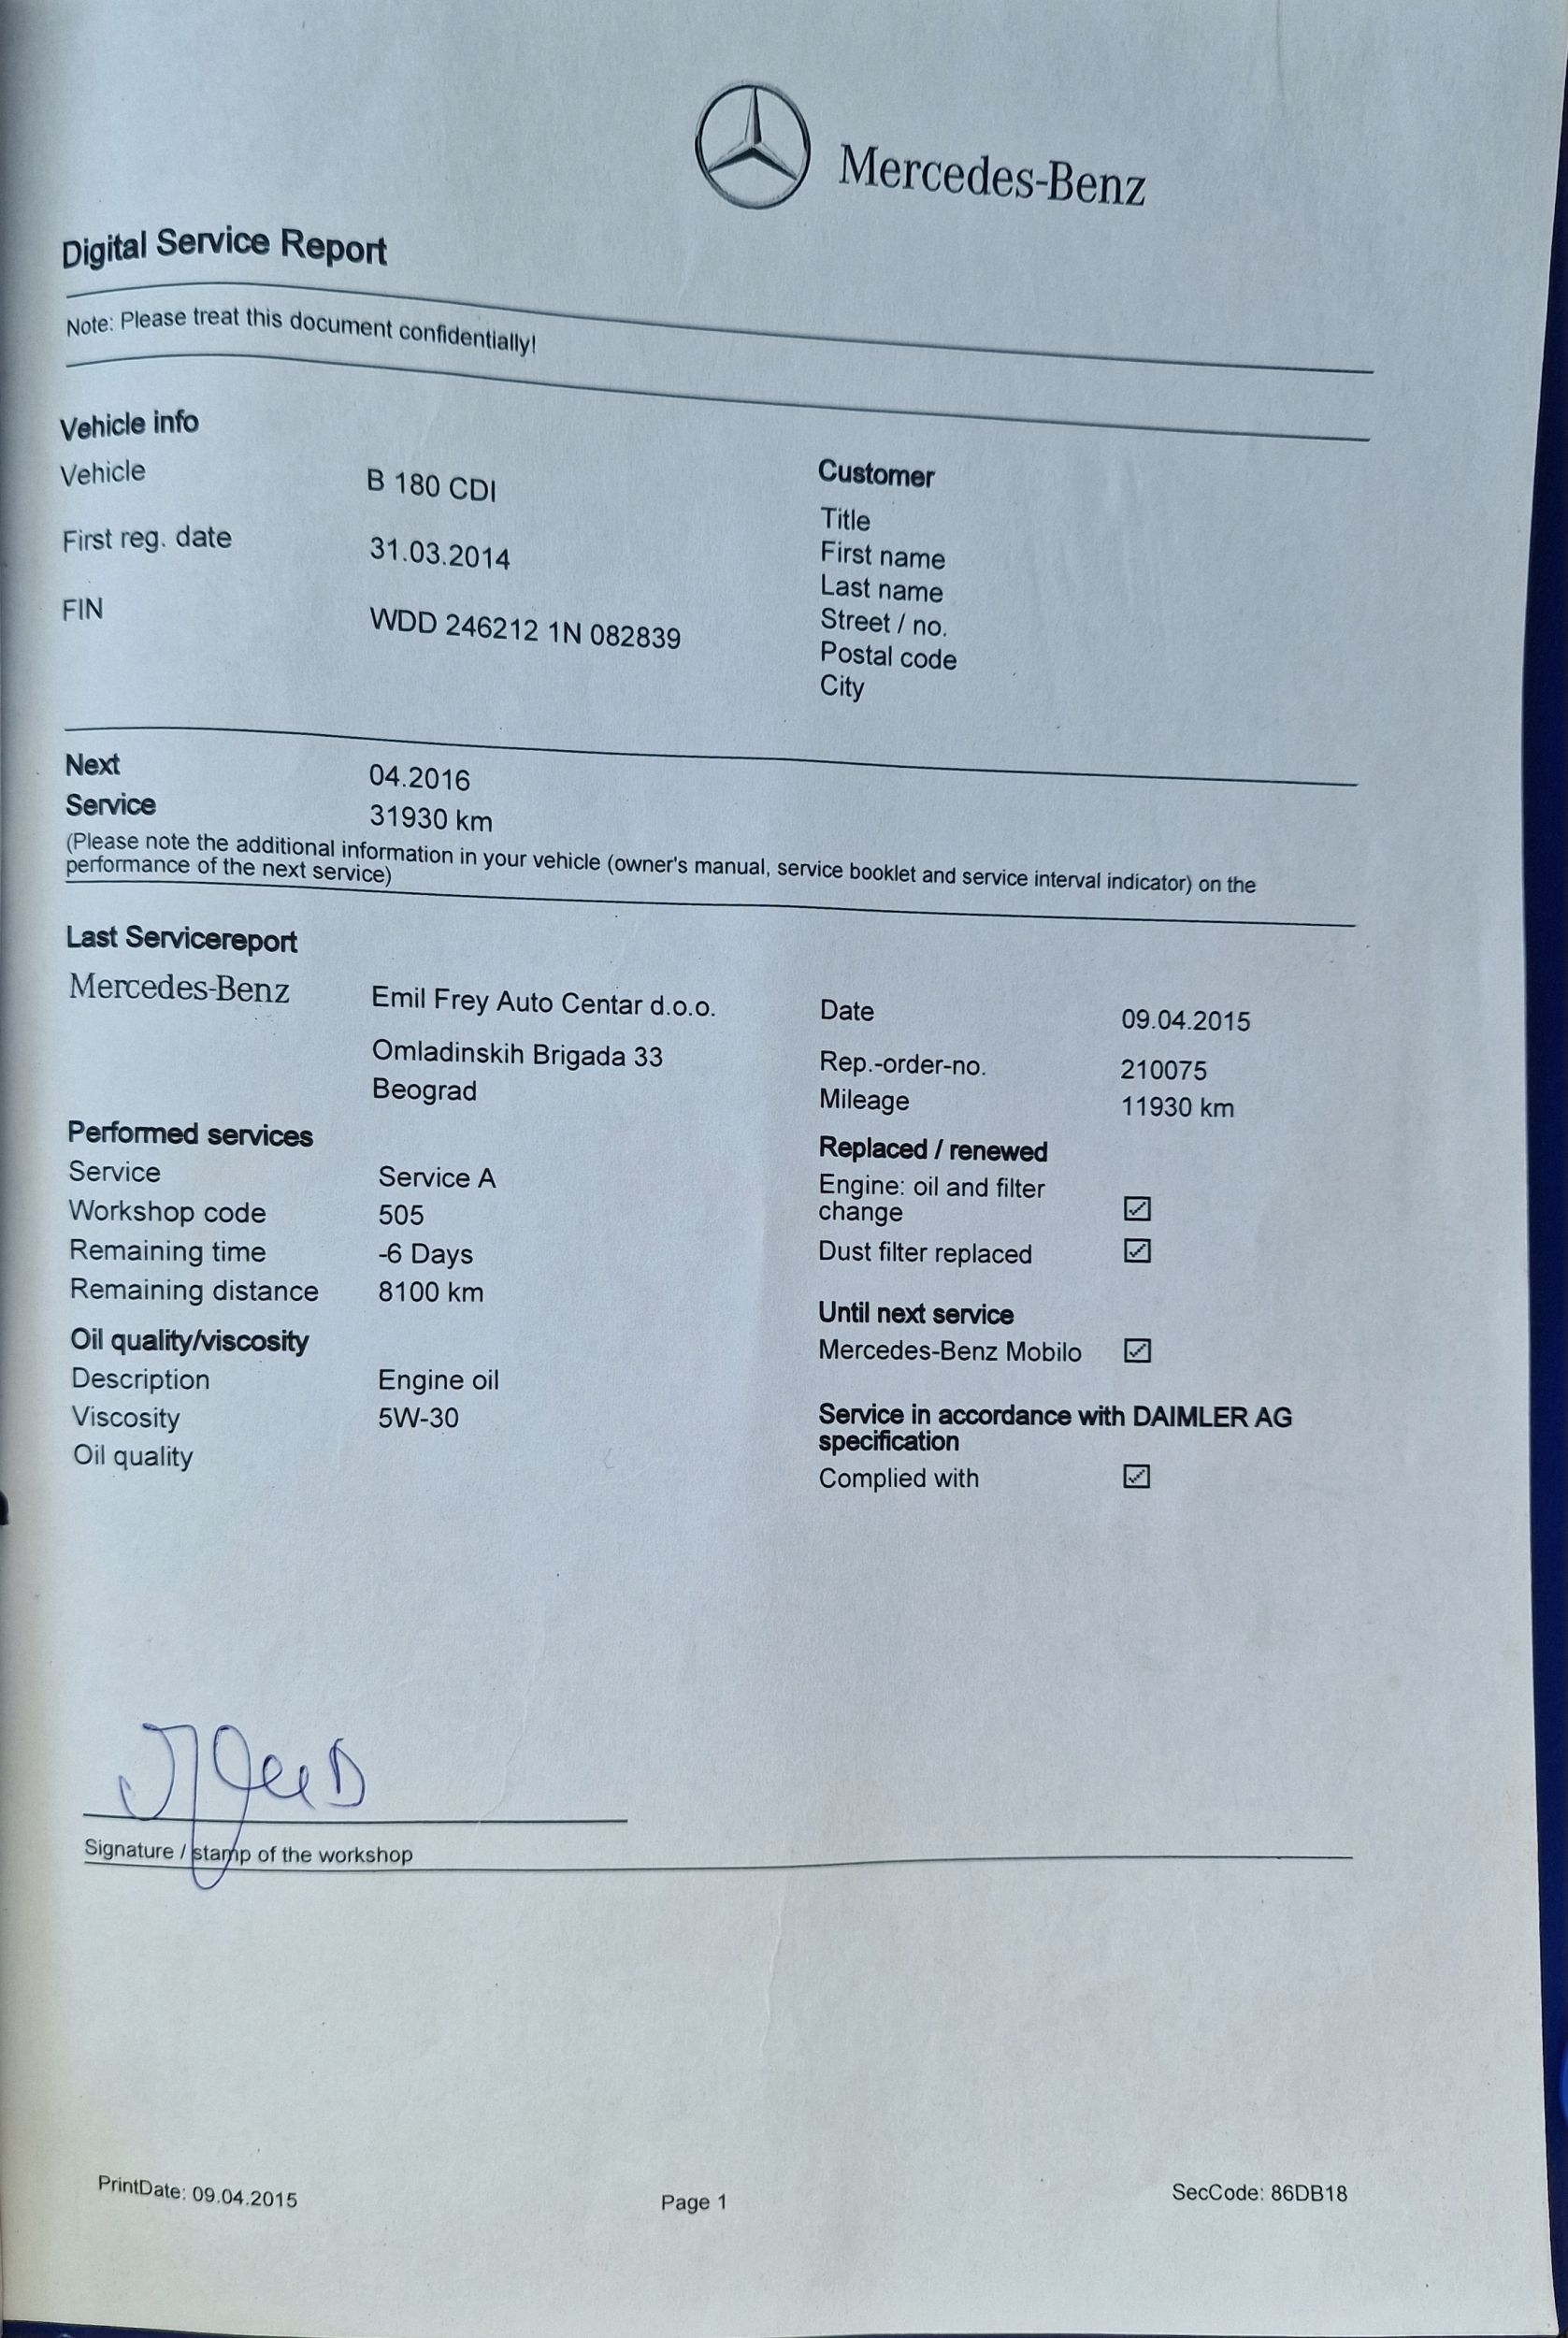 Mercedes-Benz
Digital Service Report
Note: Please treat this document confidentially!
Vehicle info
Vehicle B 180 CDI
First reg. date 31.03.2014
FIN WDD 246212 1N 082839
Customer
Title
First name
Last name
Street / no.
Postal code
City
Next 04.2016
Service 31930 km
(Please note the additional information in your vehicle (owner's manual, service booklet and service interval indicator) on the
performance of the next service)
Last Servicereport
Mercedes-Benz Emil Frey Auto Centar d.o.o.
Omladinskih Brigada 33
Beograd
Date 09.04.2015
Rep.-order-no. 210075
Mileage 11930 km
Performed services
Service Service A
Workshop code 505
Remaining time -6 Days
Remaining distance 8100 km
Oil quality/viscosity
Description Engine oil
Viscosity 5W-30
Oil quality
Replaced / renewed
Engine: oil and filter
change
Dust filter replaced
Until next service
Mercedes-Benz Mobilo
Service in accordance with DAIMLER AG
specification
Complied with
Signature / stamp of the workshop
PrintDate: 09.04.2015 Page 1 SecCode: 86DB18